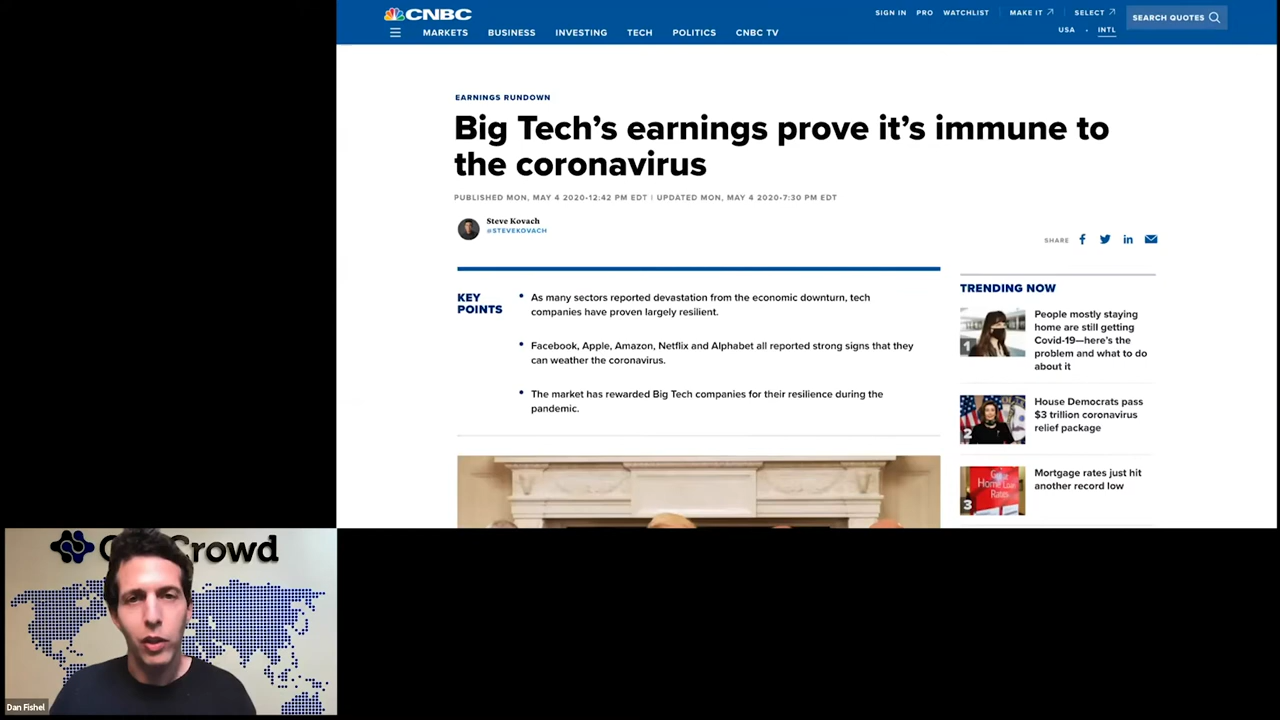 CNBC
SIGN IN PRO WATCHLIST MAKE IT SELECT
SEARCH QUOTES
USA • INTL
MARKETS BUSINESS INVESTING TECH POLITICS CNBC TV
EARNINGS RUNDOWN
Big Tech’s earnings prove it’s immune to
the coronavirus
PUBLISHED MON, MAY 4 2020•12:42 PM EDT | UPDATED MON, MAY 4 2020•7:30 PM EDT
Steve Kovach
@STEVEKOVACH
SHARE
KEY
POINTS
• As many sectors reported devastation from the economic downturn, tech
companies have proven largely resilient.
• Facebook, Apple, Amazon, Netflix and Alphabet all reported strong signs that they
can weather the coronavirus.
• The market has rewarded Big Tech companies for their resilience during the
pandemic.
TRENDING NOW
1
People mostly staying
home are still getting
Covid-19—here’s the
problem and what to do
about it
2
House Democrats pass
$3 trillion coronavirus
relief package
3
Home Loan
Rates
Mortgage rates just hit
another record low
Crowd
Dan Fishel